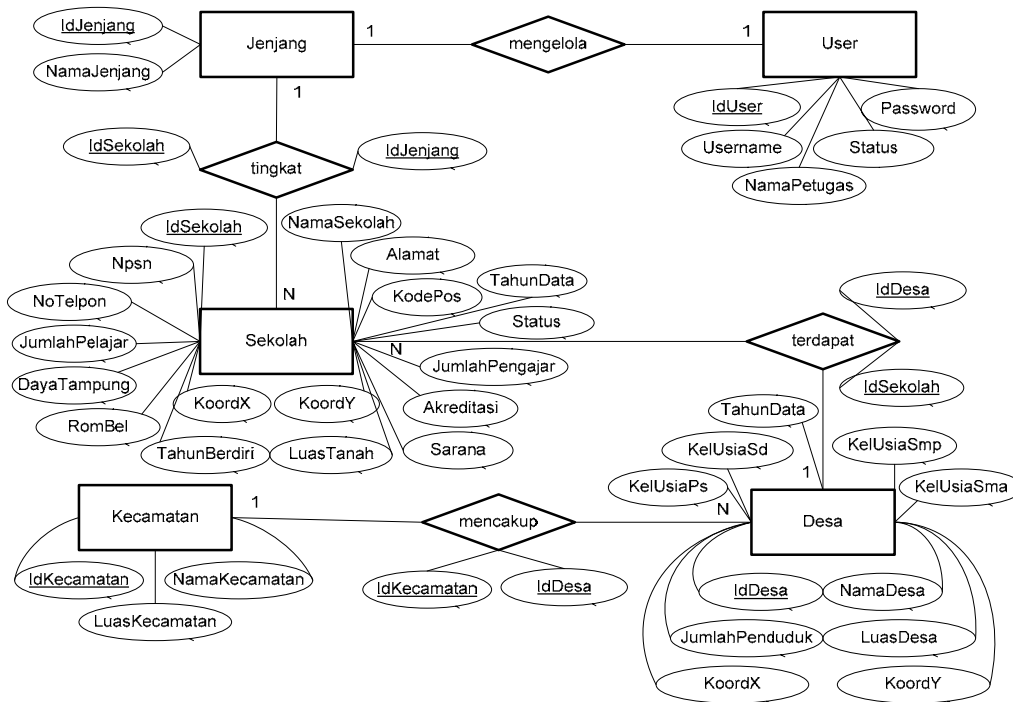 IdJenjang
NamaJenjang
Jenjang
1
mengelola
1
User
IdUser
Password
Username
Status
NamaPetugas
1
IdSekolah
tingkat
IdJenjang
IdSekolah
NamaSekolah
Npsn
Alamat
NoTelpon
KodePos
TahunData
Status
N
Sekolah
N
JumlahPelajar
JumlahPengajar
DayaTampung
KoordX
KoordY
Akreditasi
RomBel
TahunBerdiri
LuasTanah
Sarana
IdDesa
terdapat
IdSekolah
TahunData
KelUsiaSd
KelUsiaSmp
KelUsiaPs
1
KelUsiaSma
Kecamatan
1
mencakup
N
Desa
IdKecamatan
NamaKecamatan
LuasKecamatan
IdKecamatan
IdDesa
IdDesa
NamaDesa
JumlahPenduduk
LuasDesa
KoordX
KoordY